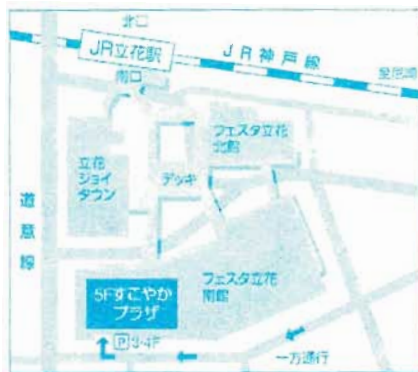 北口
JR立花駅
JR神戸線
南口
フェスタ立花
北館
立花
ジョイ
タウン
デッキ
道意線
フェスタ立花
南館
5Fすこやか
プラザ
P3・4F
一方通行